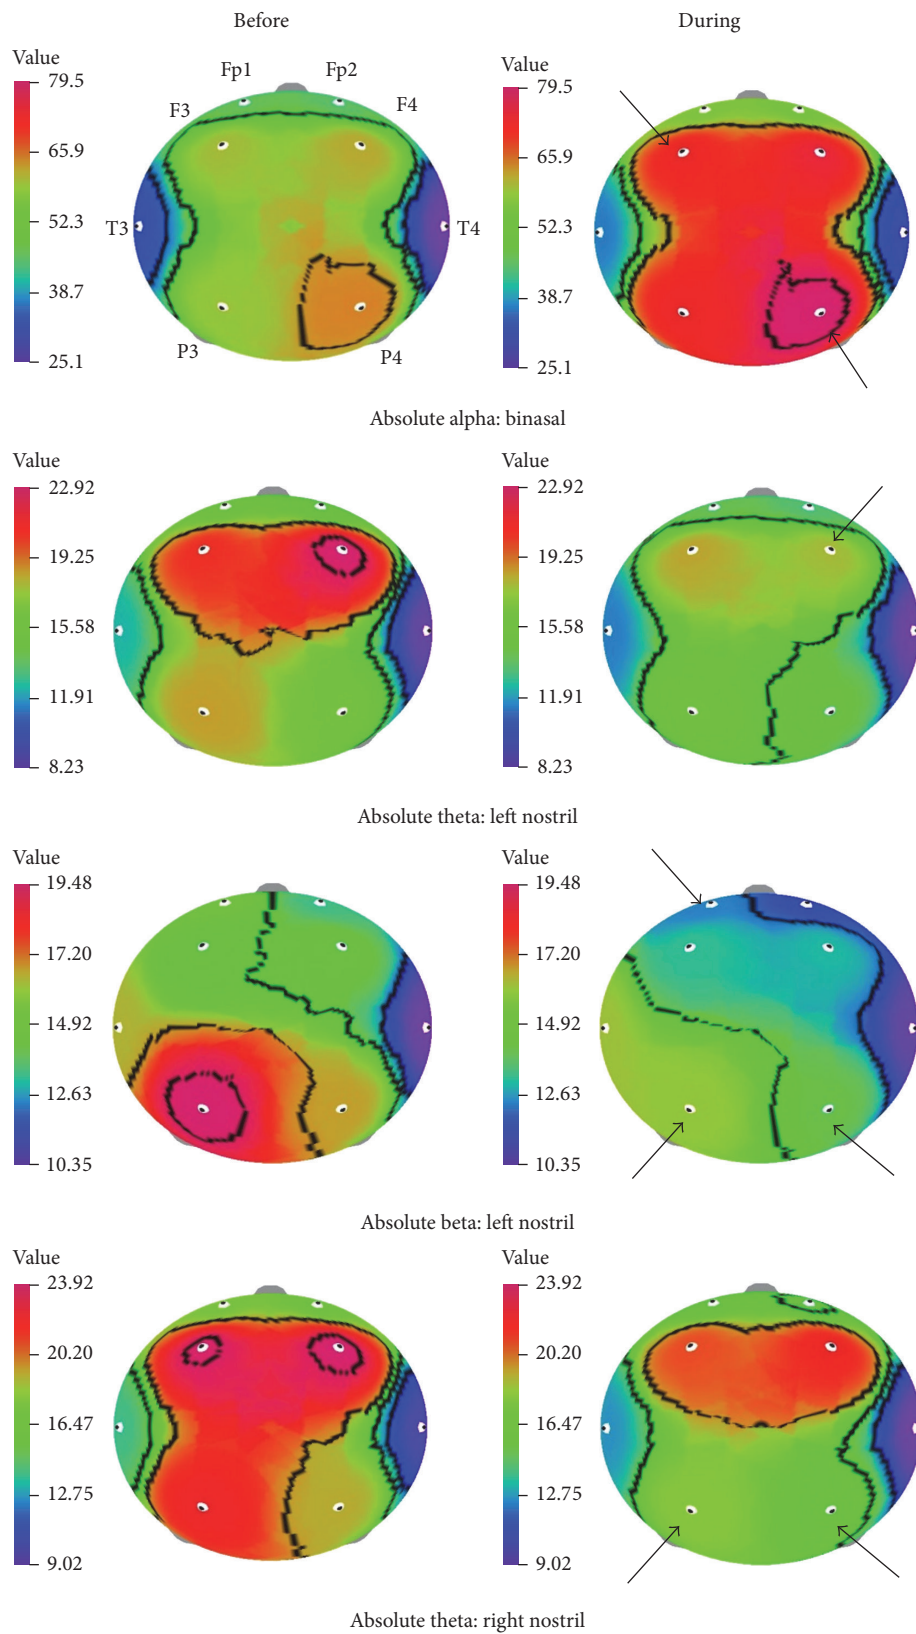 Before During
Value
79.5
65.9
52.3
38.7
25.1
Fp1 Fp2
F3 F4
T3 T4
P3 P4
Value
79.5
65.9
52.3
38.7
25.1
Absolute alpha: binasal
Value
22.92
19.25
15.58
11.91
8.23
Value
22.92
19.25
15.58
11.91
8.23
Absolute theta: left nostril
Value
19.48
17.20
14.92
12.63
10.35
Value
19.48
17.20
14.92
12.63
10.35
Absolute beta: left nostril
Value
23.92
20.20
16.47
12.75
9.02
Value
23.92
20.20
16.47
12.75
9.02
Absolute theta: right nostril